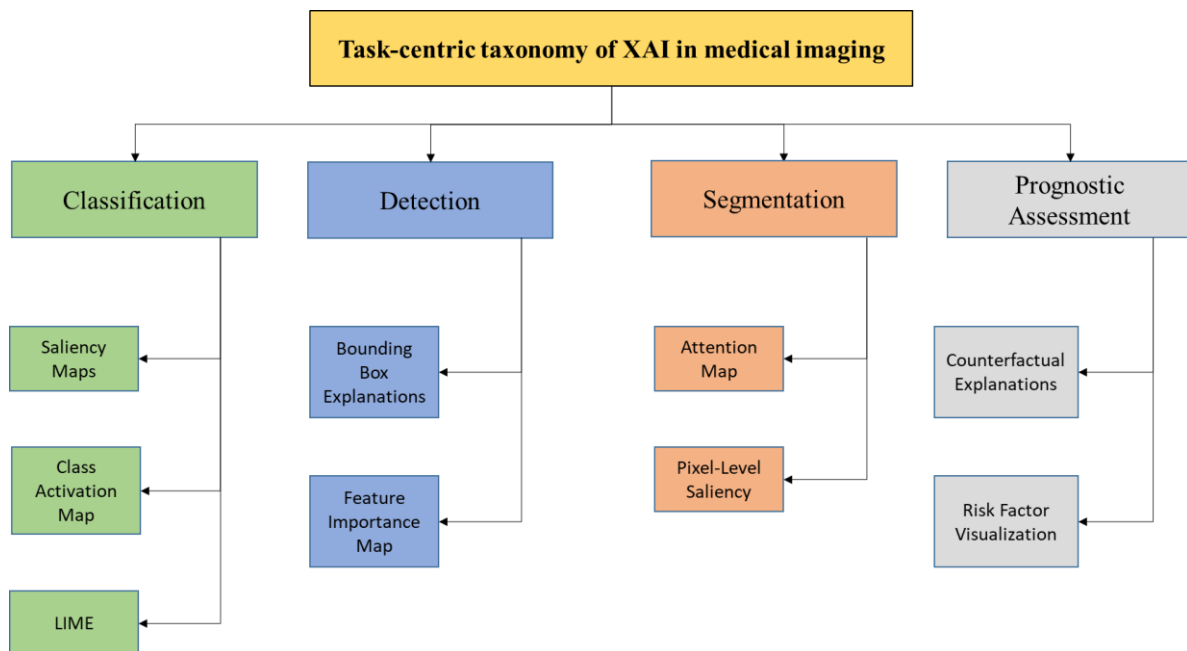 Task-centric taxonomy of XAI in medical imaging
Classification
Detection
Segmentation
Prognostic
Assessment
Saliency
Maps
Bounding
Box
Explanations
Attention
Map
Counterfactual
Explanations
Class
Activation
Map
Feature
Importance
Map
Pixel-Level
Saliency
Risk Factor
Visualization
LIME